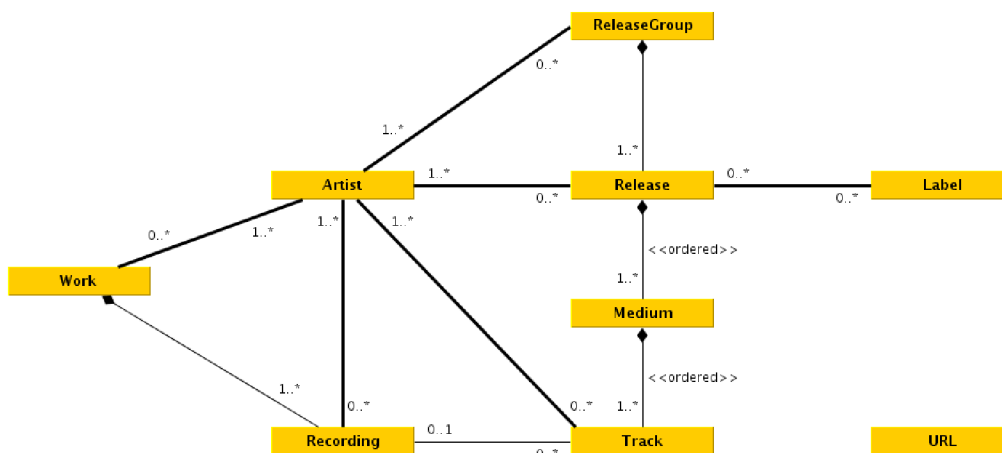 ReleaseGroup
0..*
1..*
1..*
Artist
1..*
0..*
Release
0..*
0..*
Label
0..*
1..*
1..*
1..*
<<ordered>>
Work
1..*
Medium
1..*
<<ordered>>
0..*
0..*
1..*
Recording
0..1
0..*
Track
URL